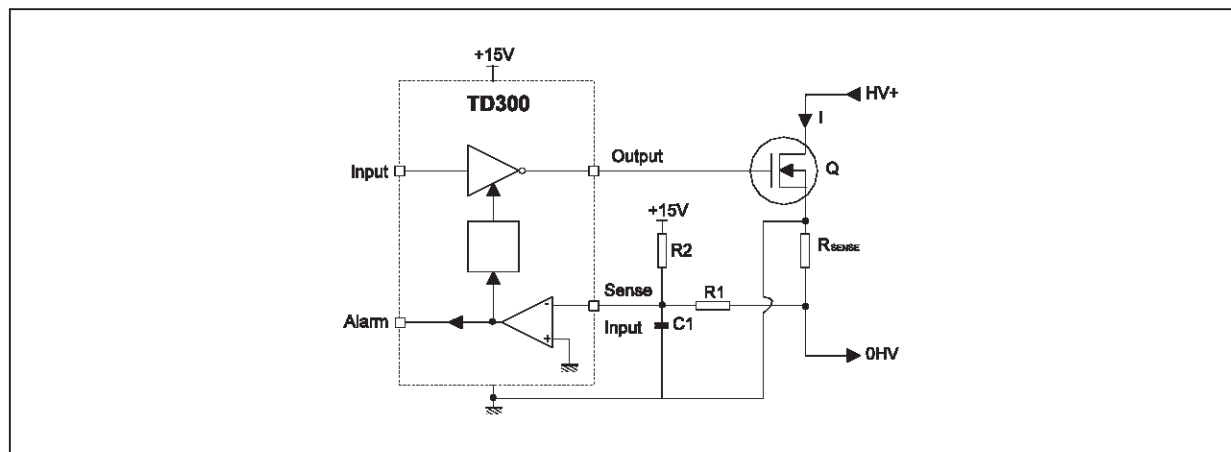 +15V
TD300
HV+
I
Input
Output
Q
+15V
R2
RSENSE
Sense
R1
Alarm
Input
C1
-
+
0HV